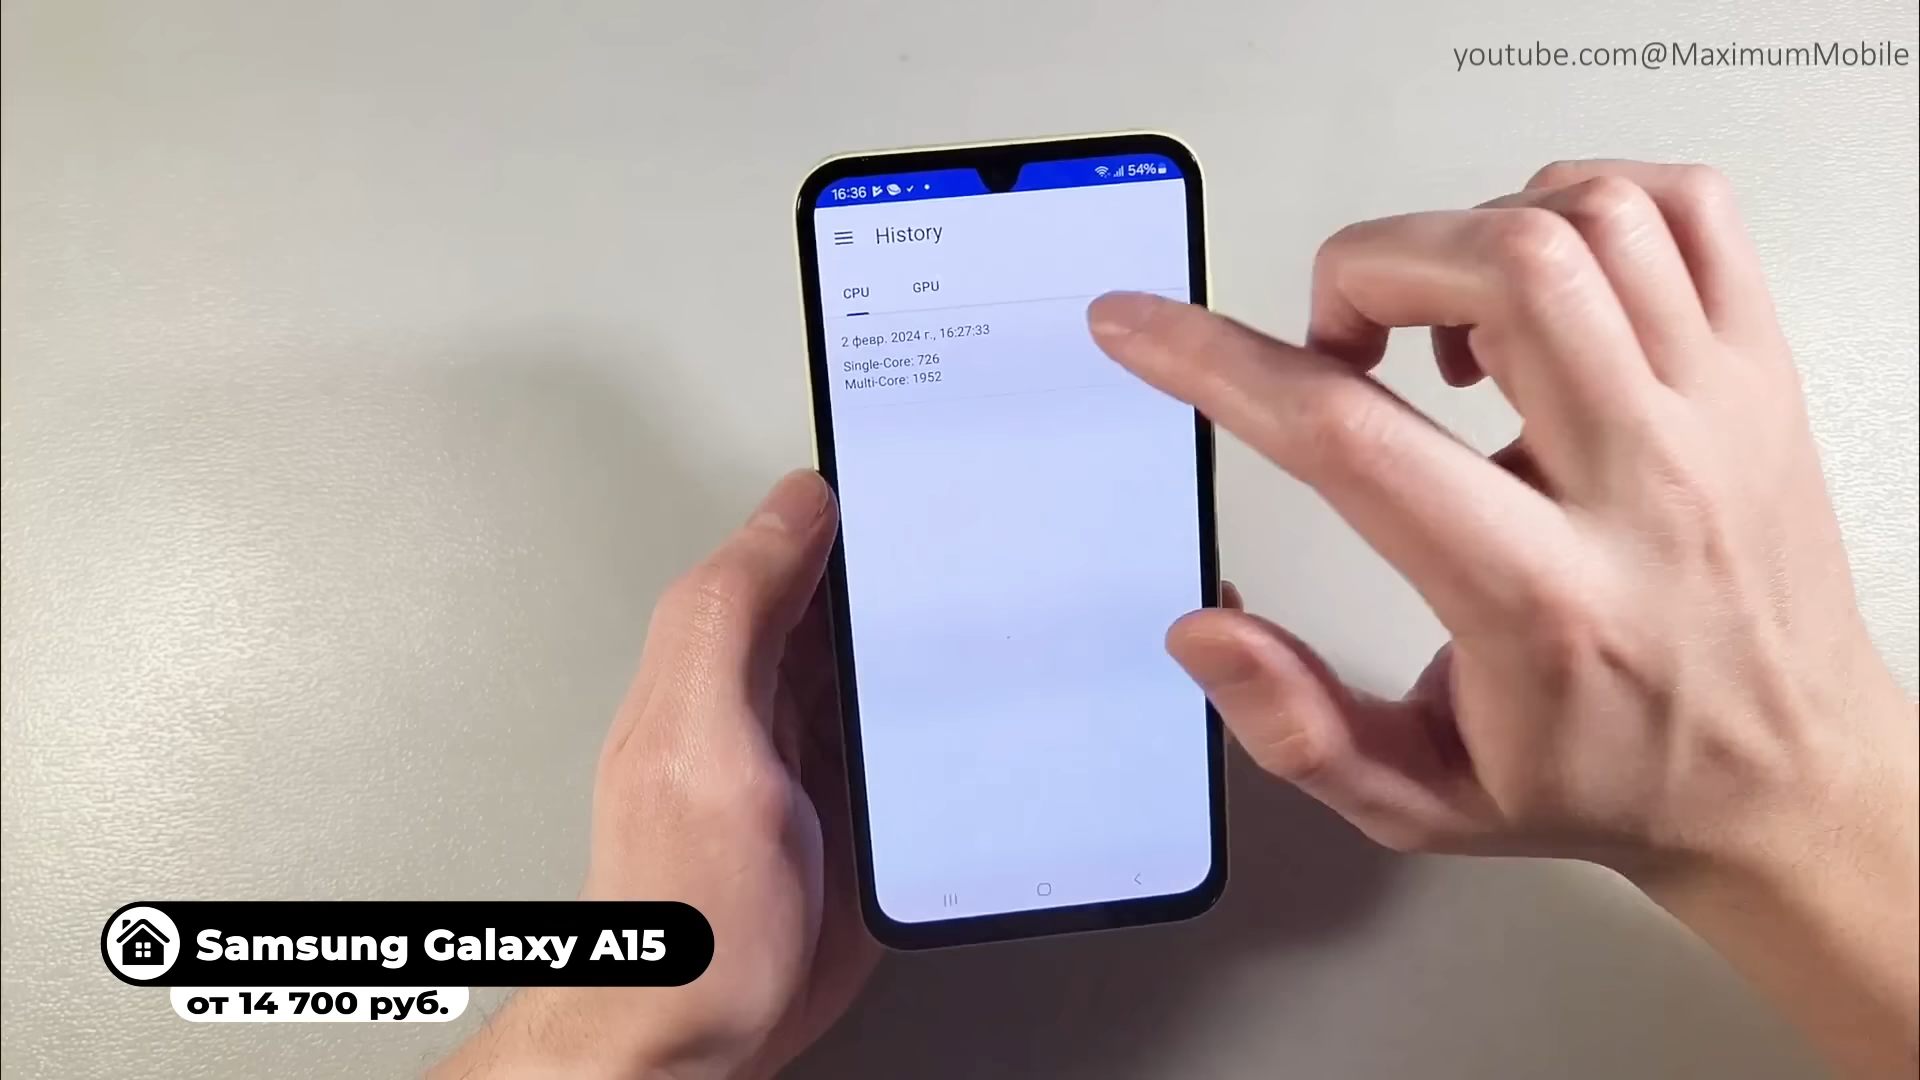 youtube.com@MaximumMobile
16:36
54%
History
CPU GPU
2 февр. 2024 г., 16:27:33
Single-Core: 726
Multi-Core: 1952
Samsung Galaxy A15
от 14 700 руб.